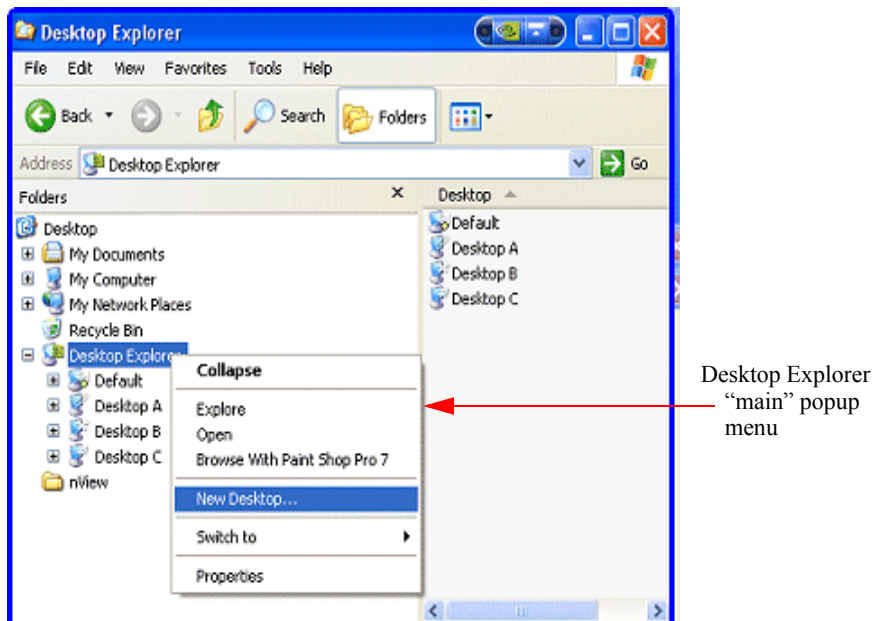 Desktop Explorer
File Edit View Favorites Tools Help
Back Search Folders
Address Desktop Explorer Go
Folders x Desktop
Desktop
My Documents
My Computer
My Network Places
Recycle Bin
Desktop Explorer
Default
Desktop A
Desktop B
Desktop C
nView
Default
Desktop A
Desktop B
Desktop C
Collapse
Explore
Open
Browse With Paint Shop Pro 7
New Desktop...
Switch to
Properties
Desktop Explorer
“main” popup
menu